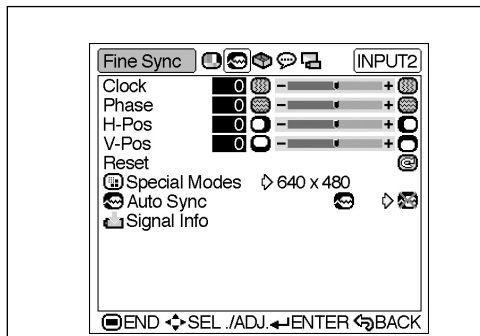 Fine Sync INPUT2
Clock 0 - +
Phase 0 - +
H-Pos 0 - +
V-Pos 0 - +
Reset
Special Modes 640 x 480
Auto Sync
Signal Info
END SEL ./ADJ. ENTER BACK